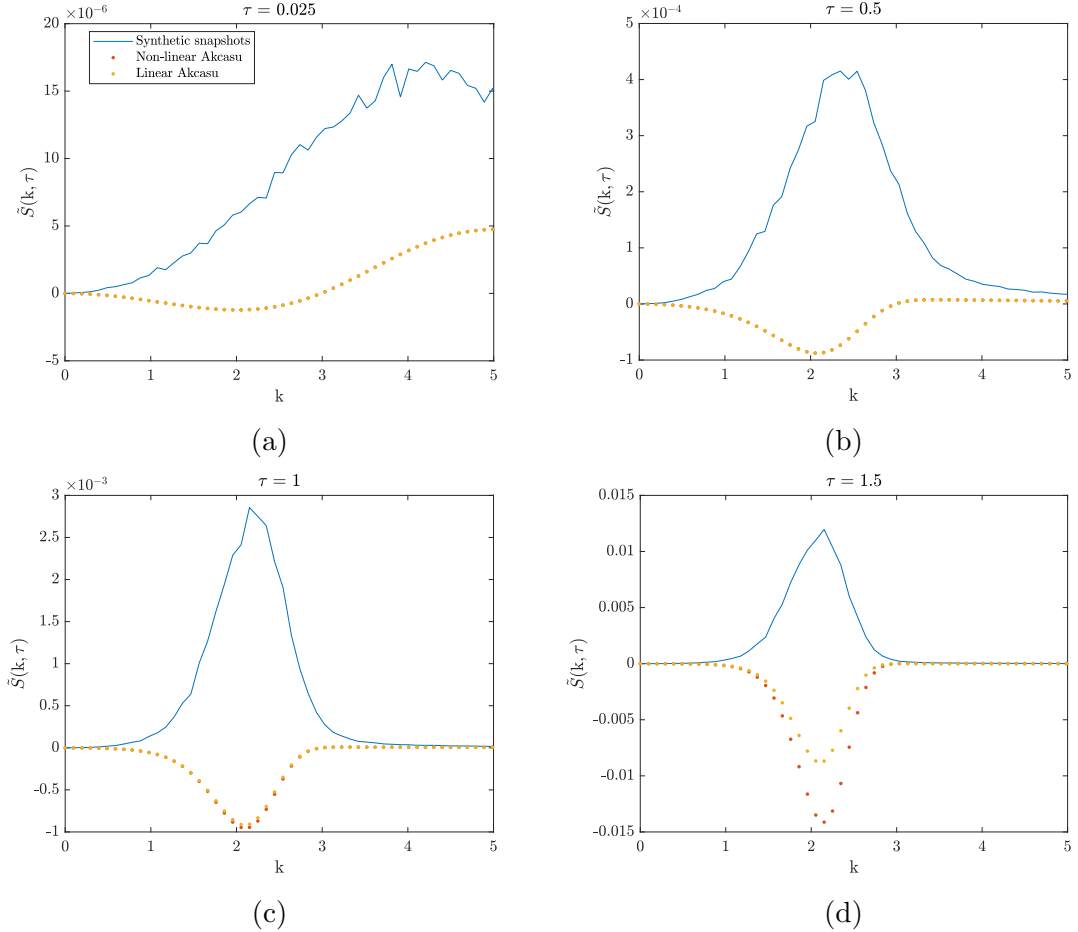 ×10⁻⁶
τ = 0.025
20
15
10
5
0
-5
S̃(k, τ)
Synthetic snapshots
Non-linear Akcasu
Linear Akcasu
0 1 2 3 4 5
k
(a)
×10⁻⁴
τ = 0.5
5
4
3
2
1
0
-1
S̃(k, τ)
0 1 2 3 4 5
k
(b)
×10⁻³
τ = 1
3
2.5
2
1.5
1
0.5
0
-0.5
-1
S̃(k, τ)
0 1 2 3 4 5
k
(c)
τ = 1.5
0.015
0.01
0.005
0
-0.005
-0.01
-0.015
S̃(k, τ)
0 1 2 3 4 5
k
(d)